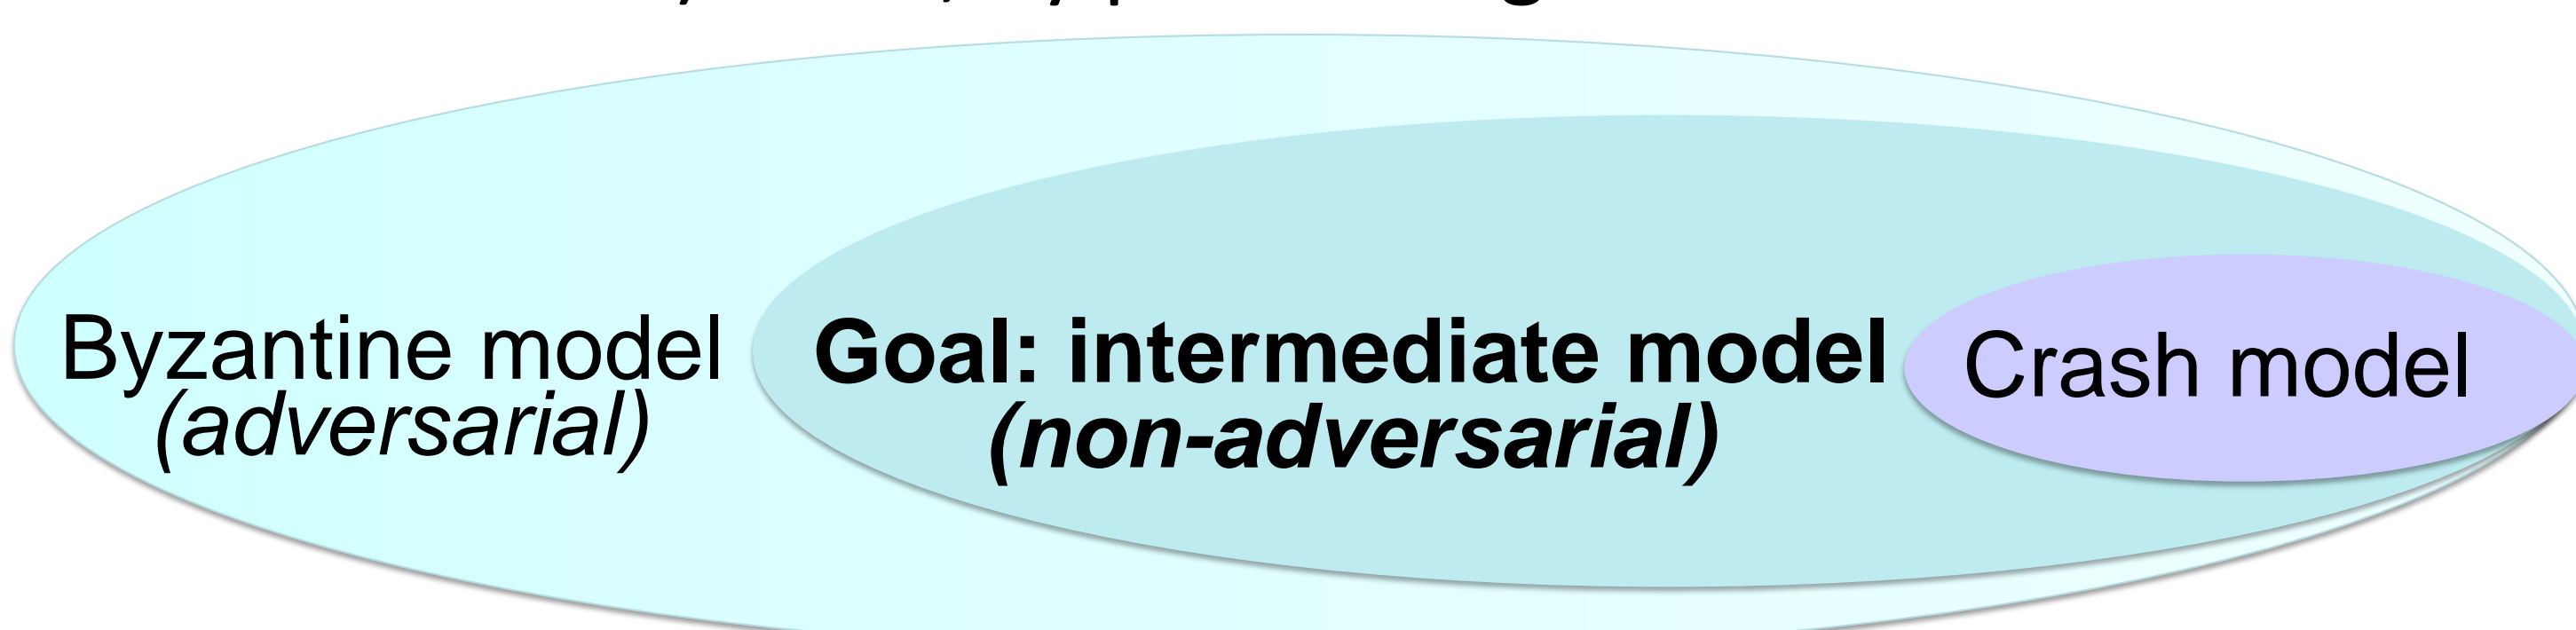 Byzantine model
(adversarial)
Goal: intermediate model
(non-adversarial)
Crash model